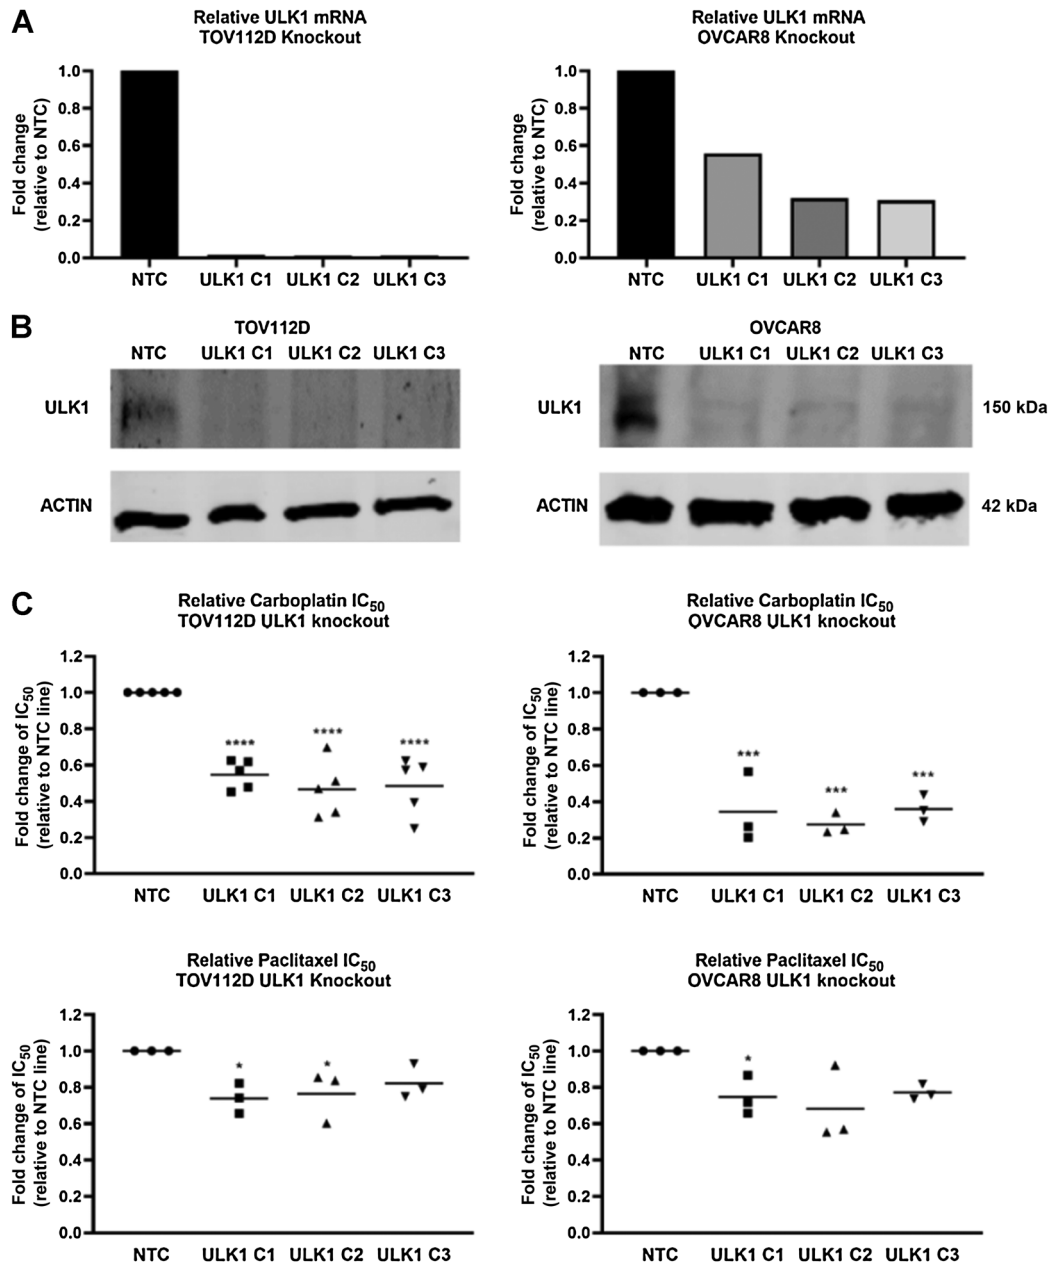 A
Relative ULK1 mRNA
TOV112D Knockout
Fold change
(relative to NTC)
1.0
0.8
0.6
0.4
0.2
0.0
NTC ULK1 C1 ULK1 C2 ULK1 C3
Relative ULK1 mRNA
OVCAR8 Knockout
Fold change
(relative to NTC)
1.0
0.8
0.6
0.4
0.2
0.0
NTC ULK1 C1 ULK1 C2 ULK1 C3
B
TOV112D
NTC ULK1 C1 ULK1 C2 ULK1 C3
ULK1
ACTIN
OVCAR8
NTC ULK1 C1 ULK1 C2 ULK1 C3
ULK1 150 kDa
ACTIN 42 kDa
C
Relative Carboplatin IC50
TOV112D ULK1 knockout
Fold change of IC50
(relative to NTC line)
1.2
1.0
0.8
0.6
0.4
0.2
0.0
**** **** ****
NTC ULK1 C1 ULK1 C2 ULK1 C3
Relative Carboplatin IC50
OVCAR8 ULK1 knockout
Fold change of IC50
(relative to NTC line)
1.2
1.0
0.8
0.6
0.4
0.2
0.0
*** *** ***
NTC ULK1 C1 ULK1 C2 ULK1 C3
Relative Paclitaxel IC50
TOV112D ULK1 Knockout
Fold change of IC50
(relative to NTC line)
1.2
1.0
0.8
0.6
0.4
0.2
0.0
* *
NTC ULK1 C1 ULK1 C2 ULK1 C3
Relative Paclitaxel IC50
OVCAR8 ULK1 knockout
Fold change of IC50
(relative to NTC line)
1.2
1.0
0.8
0.6
0.4
0.2
0.0
*
NTC ULK1 C1 ULK1 C2 ULK1 C3